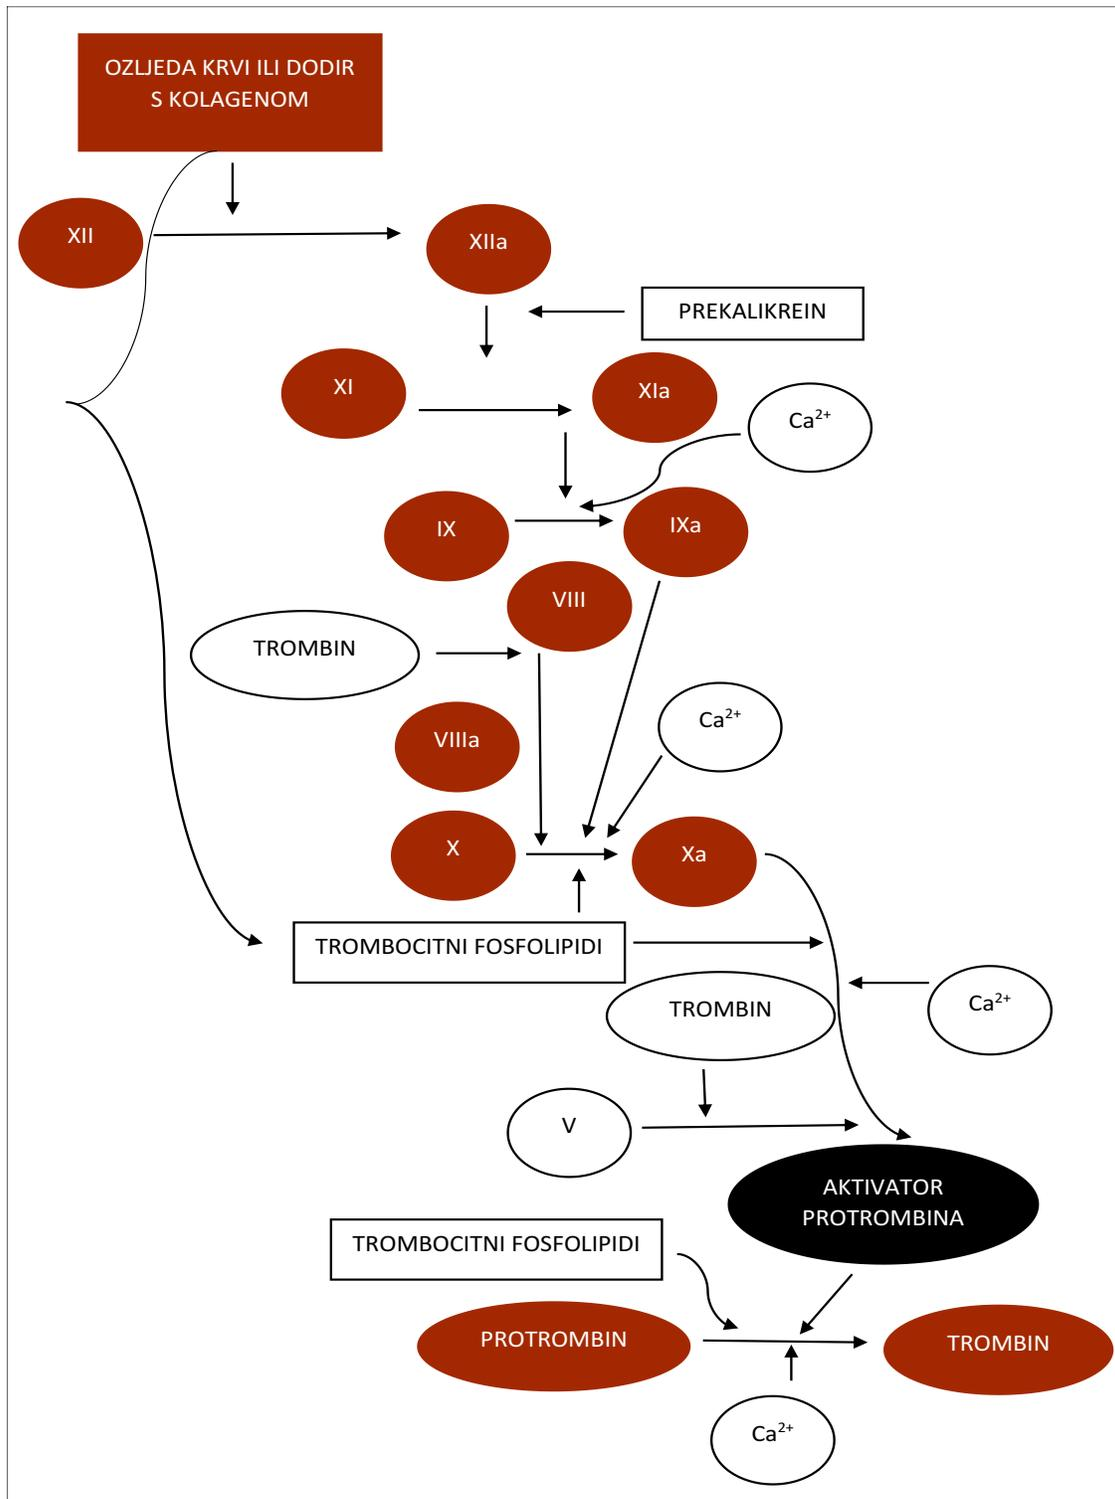 OZLJEDA KRVI ILI DODIR
S KOLAGENOM
XII
XIIa
PREKALIKREIN
XI
XIa
Ca²⁺
IX
IXa
VIII
TROMBIN
Ca²⁺
VIIIa
X
Xa
TROMBOCITNI FOSFOLIPIDI
TROMBIN
Ca²⁺
V
AKTIVATOR
PROTROMBINA
TROMBOCITNI FOSFOLIPIDI
PROTROMBIN
TROMBIN
Ca²⁺